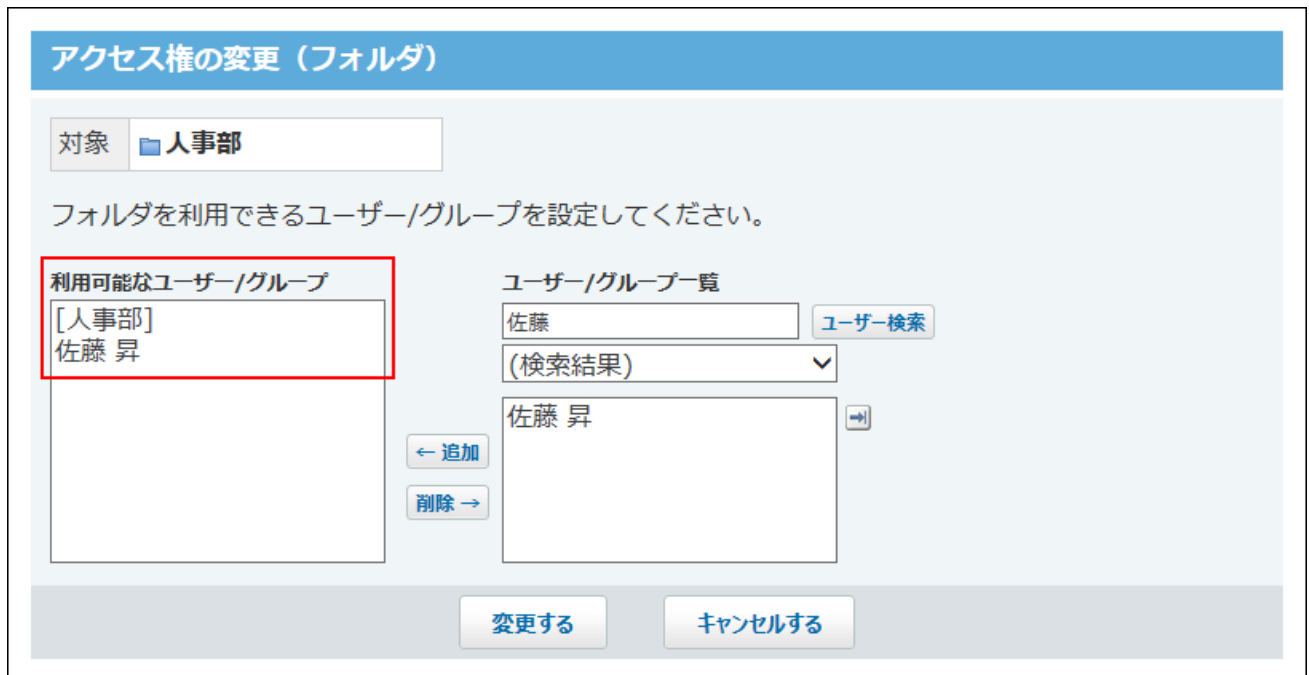 アクセス権の変更（フォルダ）
対象 人事部
フォルダを利用できるユーザー/グループを設定してください。
利用可能なユーザー/グループ
[人事部]
佐藤 昇
← 追加
削除 →
ユーザー/グループ一覧
佐藤 ユーザー検索
(検索結果)
佐藤 昇
変更する キャンセルする